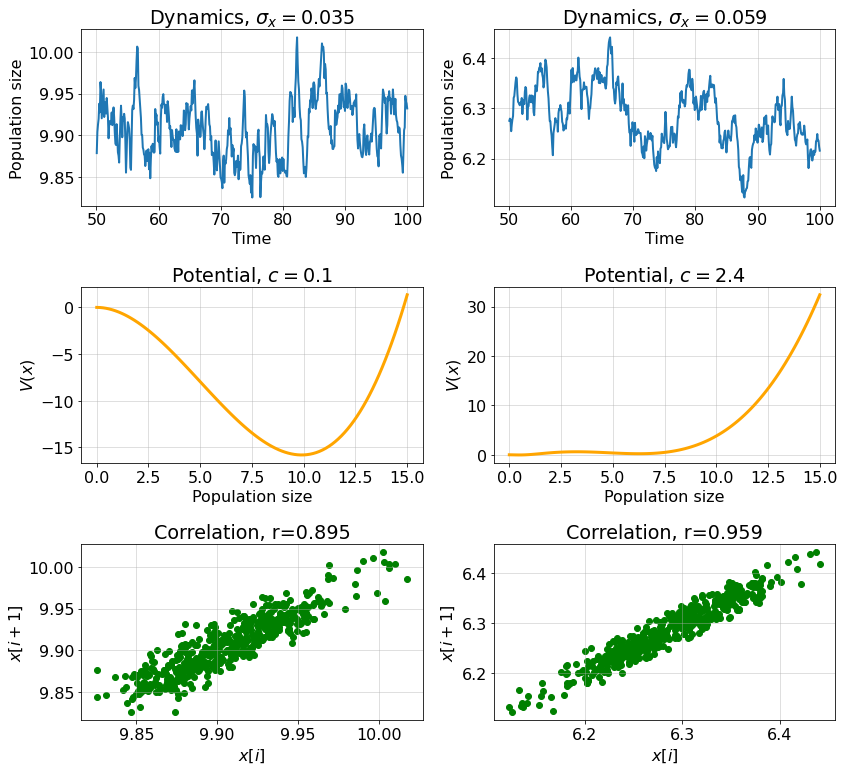 Dynamics, σₓ = 0.035
Population size
10.00
9.95
9.90
9.85
50 60 70 80 90 100
Time
Dynamics, σₓ = 0.059
Population size
6.4
6.3
6.2
50 60 70 80 90 100
Time
Potential, c = 0.1
V(x)
0
−5
−10
−15
0.0 2.5 5.0 7.5 10.0 12.5 15.0
Population size
Potential, c = 2.4
V(x)
30
20
10
0
0.0 2.5 5.0 7.5 10.0 12.5 15.0
Population size
Correlation, r=0.895
x[i + 1]
10.00
9.95
9.90
9.85
9.85 9.90 9.95 10.00
x[i]
Correlation, r=0.959
x[i + 1]
6.4
6.3
6.2
6.2 6.3 6.4
x[i]